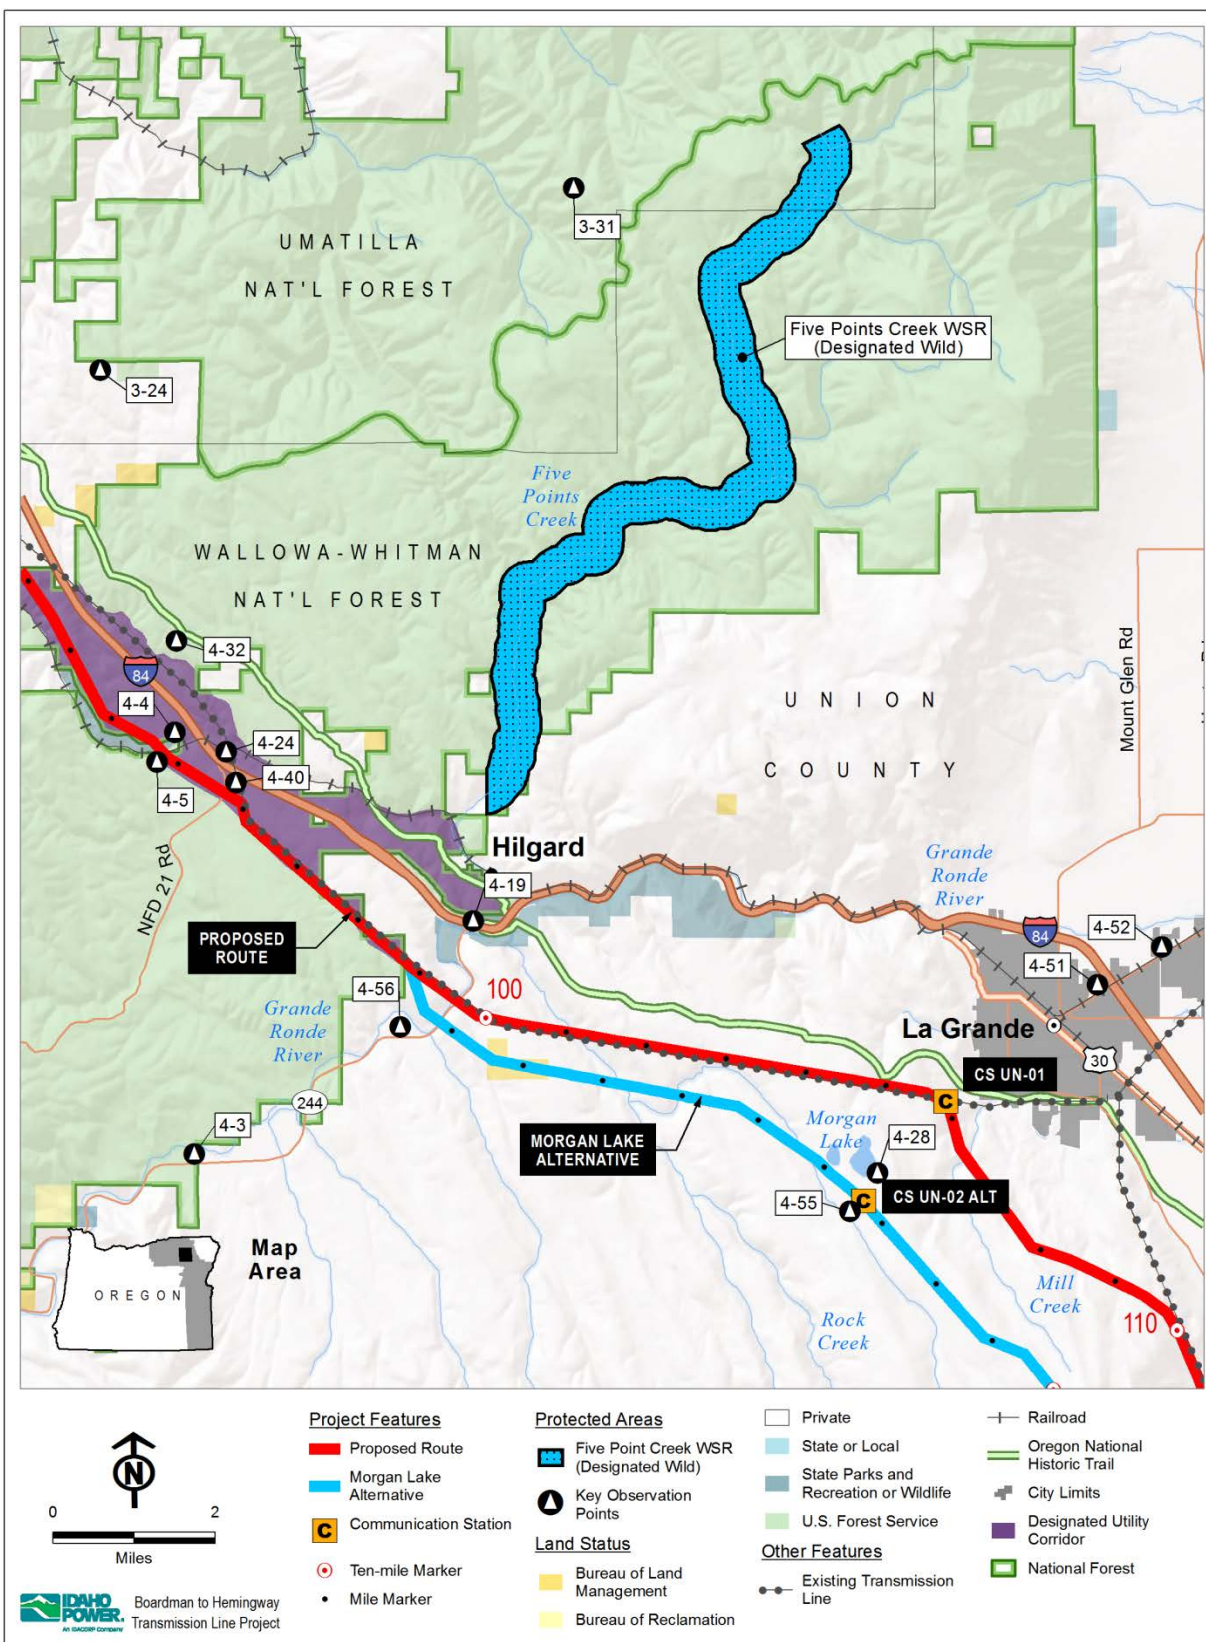 UMATILLA
NAT'L FOREST
3-31
3-24
Five Points Creek WSR
(Designated Wild)
Five
Points
Creek
WALLOWA-WHITMAN
NAT'L FOREST
4-32
84
4-4
4-24
4-40
4-5
UNION
COUNTY
Mount Glen Rd
NFD 21 Rd
Hilgard
4-19
Grande
Ronde
River
PROPOSED
ROUTE
84
4-52
4-51
4-56
100
Grande
Ronde
River
La Grande
30
CS UN-01
244
4-3
MORGAN LAKE
ALTERNATIVE
Morgan
Lake
4-28
C
C
CS UN-02 ALT
4-55
Map
Area
OREGON
Mill
Creek
Rock
Creek
110
N
0 2
Miles
IDAHO
POWER.
An IDACORP Company
Boardman to Hemingway
Transmission Line Project
Project Features
Proposed Route
Morgan Lake
Alternative
C
Communication Station
Ten-mile Marker
Mile Marker
Protected Areas
Five Point Creek WSR
(Designated Wild)
Key Observation
Points
Land Status
Bureau of Land
Management
Bureau of Reclamation
Private
State or Local
State Parks and
Recreation or Wildlife
U.S. Forest Service
Other Features
Existing Transmission
Line
Railroad
Oregon National
Historic Trail
City Limits
Designated Utility
Corridor
National Forest